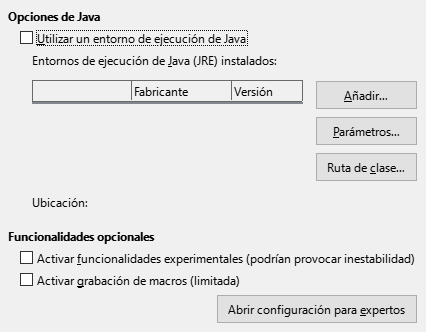 Opciones de Java
Utilizar un entorno de ejecución de Java
Entornos de ejecución de Java (JRE) instalados:
Fabricante Versión
Añadir...
Parámetros...
Ruta de clase...
Ubicación:
Funcionalidades opcionales
Activar funcionalidades experimentales (podrían provocar inestabilidad)
Activar grabación de macros (limitada)
Abrir configuración para expertos